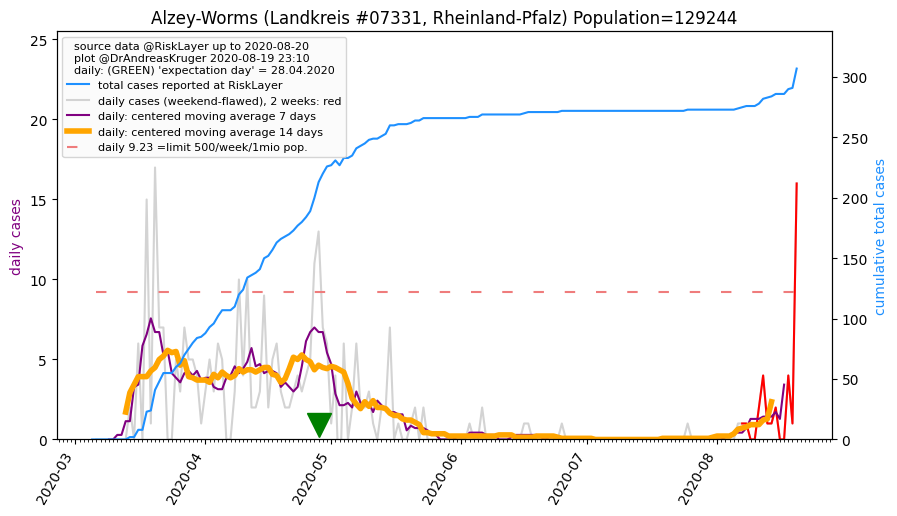 Alzey-Worms (Landkreis #07331, Rheinland-Pfalz) Population=129244
source data @RiskLayer up to 2020-08-20
plot @DrAndreasKruger 2020-08-19 23:10
daily: (GREEN) 'expectation day' = 28.04.2020
total cases reported at RiskLayer
daily cases (weekend-flawed), 2 weeks: red
daily: centered moving average 7 days
daily: centered moving average 14 days
daily 9.23 =limit 500/week/1mio pop.
daily cases
25
20
15
10
5
0
cumulative total cases
300
250
200
150
100
50
0
2020-03
2020-04
2020-05
2020-06
2020-07
2020-08